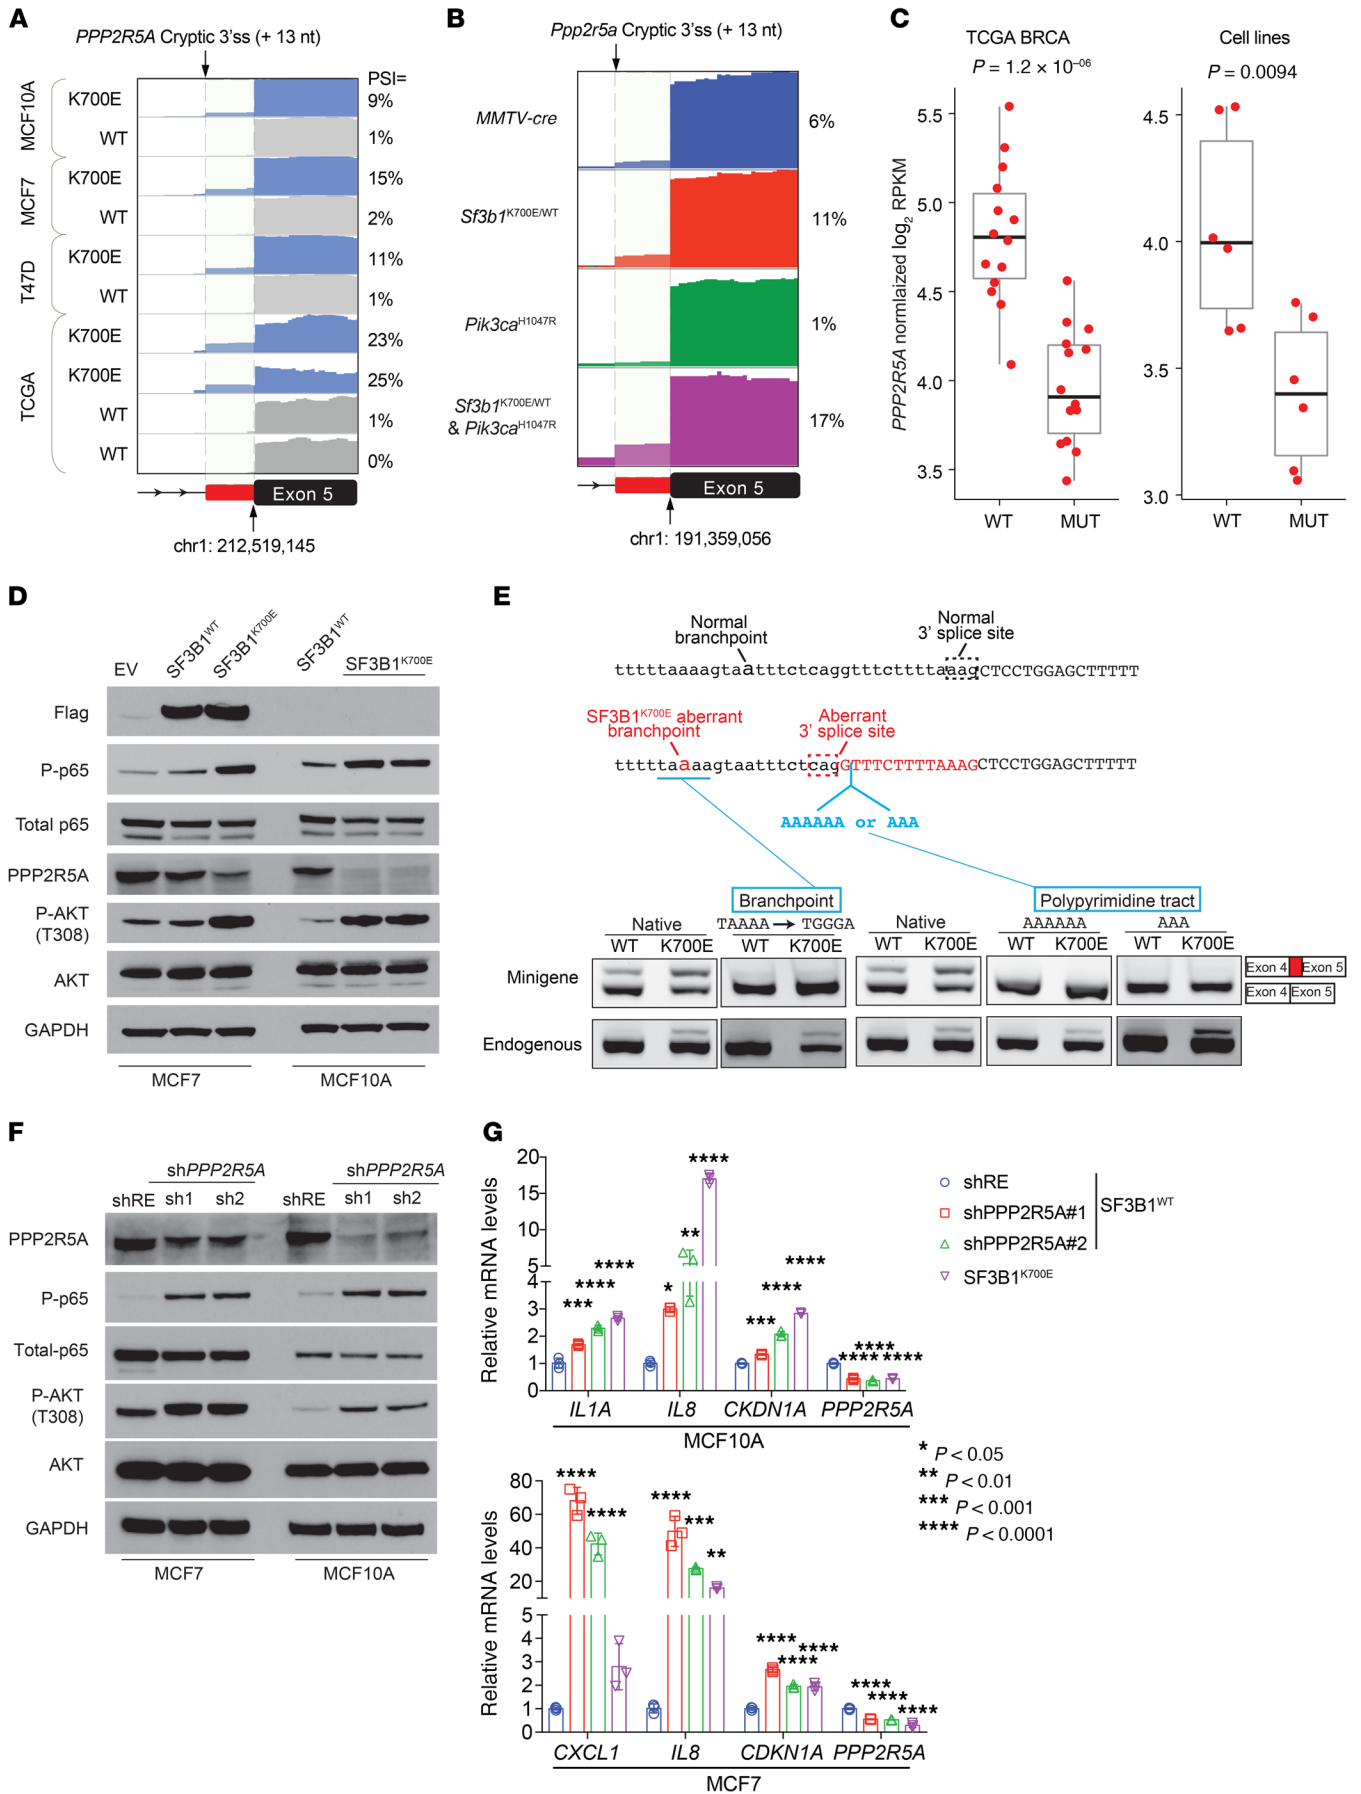 A
PPP2R5A Cryptic 3'ss (+ 13 nt)
PSI=
MCF10A
K700E
9%
WT
1%
MCF7
K700E
15%
WT
2%
T47D
K700E
11%
WT
1%
TCGA
K700E
23%
K700E
25%
WT
1%
WT
0%
Exon 5
chr1: 212,519,145
B
Ppp2r5a Cryptic 3'ss (+ 13 nt)
MMTV-cre
6%
Sf3b1K700E/WT
11%
Pik3caH1047R
1%
Sf3b1K700E/WT
& Pik3caH1047R
17%
Exon 5
chr1: 191,359,056
C
TCGA BRCA
P = 1.2 × 10–06
PPP2R5A normlaized log2 RPKM
5.5
5.0
4.5
4.0
3.5
WT
MUT
Cell lines
P = 0.0094
4.5
4.0
3.5
3.0
WT
MUT
D
EV
SF3B1WT
SF3B1K700E
SF3B1WT
SF3B1K700E
Flag
P-p65
Total p65
PPP2R5A
P-AKT
(T308)
AKT
GAPDH
MCF7
MCF10A
E
Normal
branchpoint
Normal
3' splice site
tttttaaaagtaatttctcaggtttcttttaaagCTCCTGGAGCTTTTT
SF3B1K700E aberrant
branchpoint
Aberrant
3' splice site
tttttaaaagtaatttctcagGTTTCTTTTAAAGCTCCTGGAGCTTTTT
AAAAAA or AAA
Branchpoint
Polypyrimidine tract
Native
TAAAA → TGGGA
Native
AAAAAA
AAA
WT
K700E
WT
K700E
WT
K700E
WT
K700E
WT
K700E
Minigene
Exon 4
Exon 5
Exon 4
Exon 5
Endogenous
F
shPPP2R5A
shPPP2R5A
shRE
sh1
sh2
shRE
sh1
sh2
PPP2R5A
P-p65
Total-p65
P-AKT
(T308)
AKT
GAPDH
MCF7
MCF10A
G
Relative mRNA levels
20
15
10
5
4
3
2
1
0
***
****
****
*
**
****
***
****
****
****
****
****
IL1A
IL8
CKDN1A
PPP2R5A
MCF10A
shRE
shPPP2R5A#1
shPPP2R5A#2
SF3B1WT
SF3B1K700E
* P < 0.05
** P < 0.01
*** P < 0.001
**** P < 0.0001
Relative mRNA levels
80
60
40
20
5
4
3
2
1
0
****
****
****
***
**
****
****
****
****
****
****
CXCL1
IL8
CDKN1A
PPP2R5A
MCF7